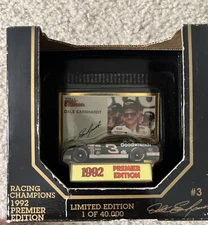 DALE EARNHARDT
3
Goodwrench
1992
PREMIER
EDITION
RACING
CHAMPIONS
1992
PREMIER
EDITION
LIMITED EDITION
1 OF 40,000
#3